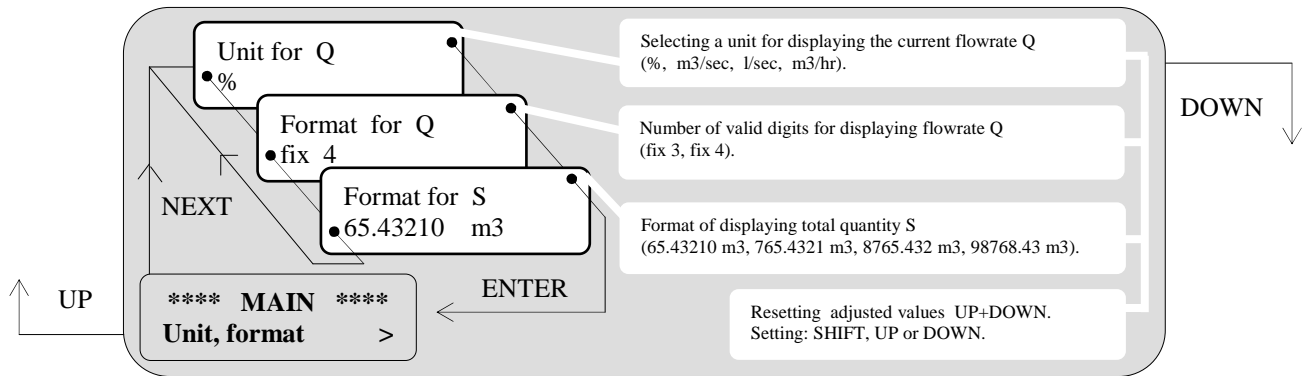 Unit for Q
%
Selecting a unit for displaying the current flowrate Q
(%, m3/sec, l/sec, m3/hr).
DOWN
Format for Q
fix 4
Number of valid digits for displaying flowrate Q
(fix 3, fix 4).
NEXT
Format for S
65.43210 m3
Format of displaying total quantity S
(65.43210 m3, 765.4321 m3, 8765.432 m3, 98768.43 m3).
UP
**** MAIN ****
Unit, format >
ENTER
Resetting adjusted values UP+DOWN.
Setting: SHIFT, UP or DOWN.